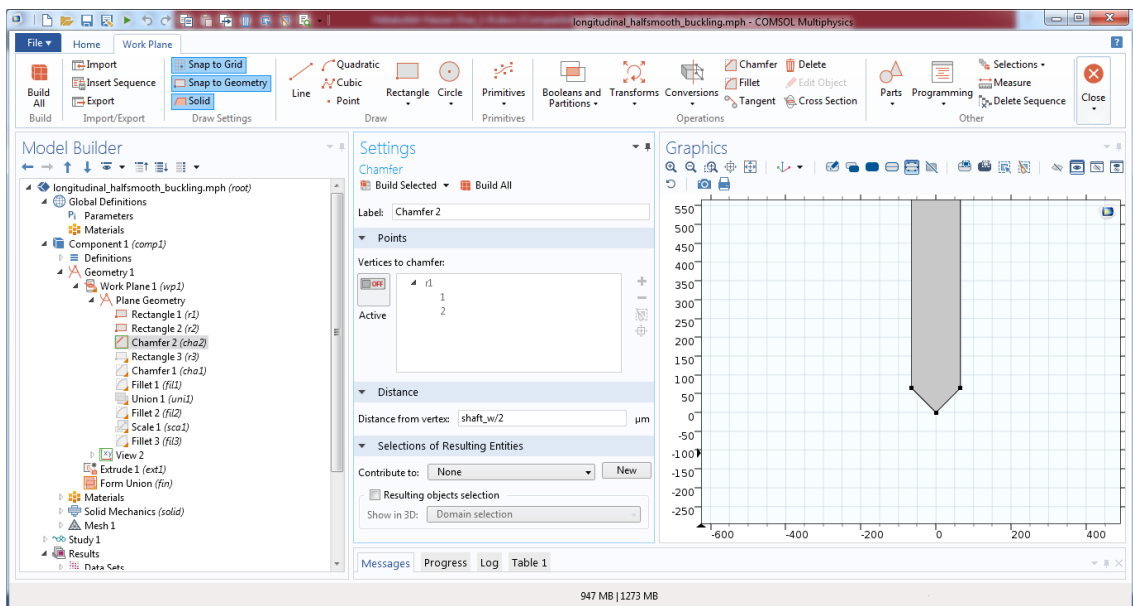 longitudinal_halfsmooth_buckling.mph - COMSOL Multiphysics
File Home Work Plane
Import Snap to Grid Quadratic Chamfer Delete Selections
Insert Sequence Snap to Geometry Cubic Fillet Edit Object Measure
Build All Export Solid Line Point Rectangle Circle Primitives Booleans and Partitions Transforms Conversions Tangent Cross Section Parts Programming Delete Sequence Close
Build Import/Export Draw Settings Draw Primitives Operations Other
Model Builder
longitudinal_halfsmooth_buckling.mph (root)
Global Definitions
Pi Parameters
Materials
Component 1 (comp1)
Definitions
Geometry 1
Work Plane 1 (wp1)
Plane Geometry
Rectangle 1 (r1)
Rectangle 2 (r2)
Chamfer 2 (cha2)
Rectangle 3 (r3)
Chamfer 1 (cha1)
Fillet 1 (fil1)
Union 1 (uni1)
Fillet 2 (fil2)
Scale 1 (sca1)
Fillet 3 (fil3)
View 2
Extrude 1 (ext1)
Form Union (fin)
Materials
Solid Mechanics (solid)
Mesh 1
Study 1
Results
Data Sets
Settings
Chamfer
Build Selected Build All
Label: Chamfer 2
Points
Vertices to chamfer:
OFF r1
1
Active 2
Distance
Distance from vertex: shaft_w/2 µm
Selections of Resulting Entities
Contribute to: None New
Resulting objects selection
Show in 3D: Domain selection
Graphics
550
500
450
400
350
300
250
200
150
100
50
0
-50
-100
-150
-200
-250
-600 -400 -200 0 200 400
Messages Progress Log Table 1
947 MB | 1273 MB